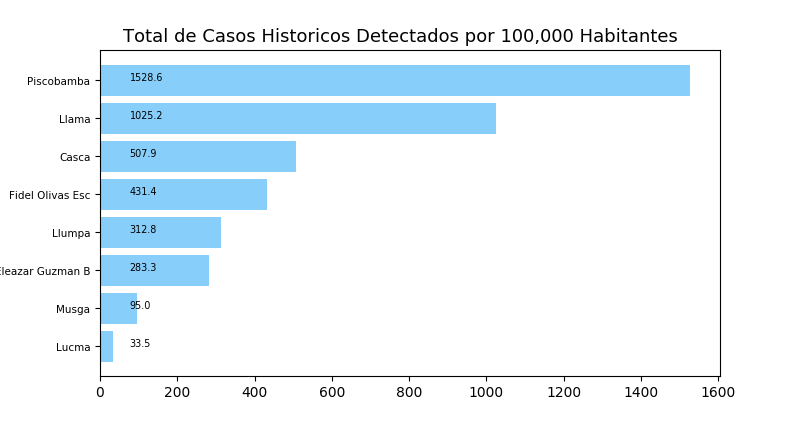 Total de Casos Historicos Detectados por 100,000 Habitantes
Piscobamba 1528.6
Llama 1025.2
Casca 507.9
Fidel Olivas Esc 431.4
Llumpa 312.8
Eleazar Guzman B 283.3
Musga 95.0
Lucma 33.5
0 200 400 600 800 1000 1200 1400 1600